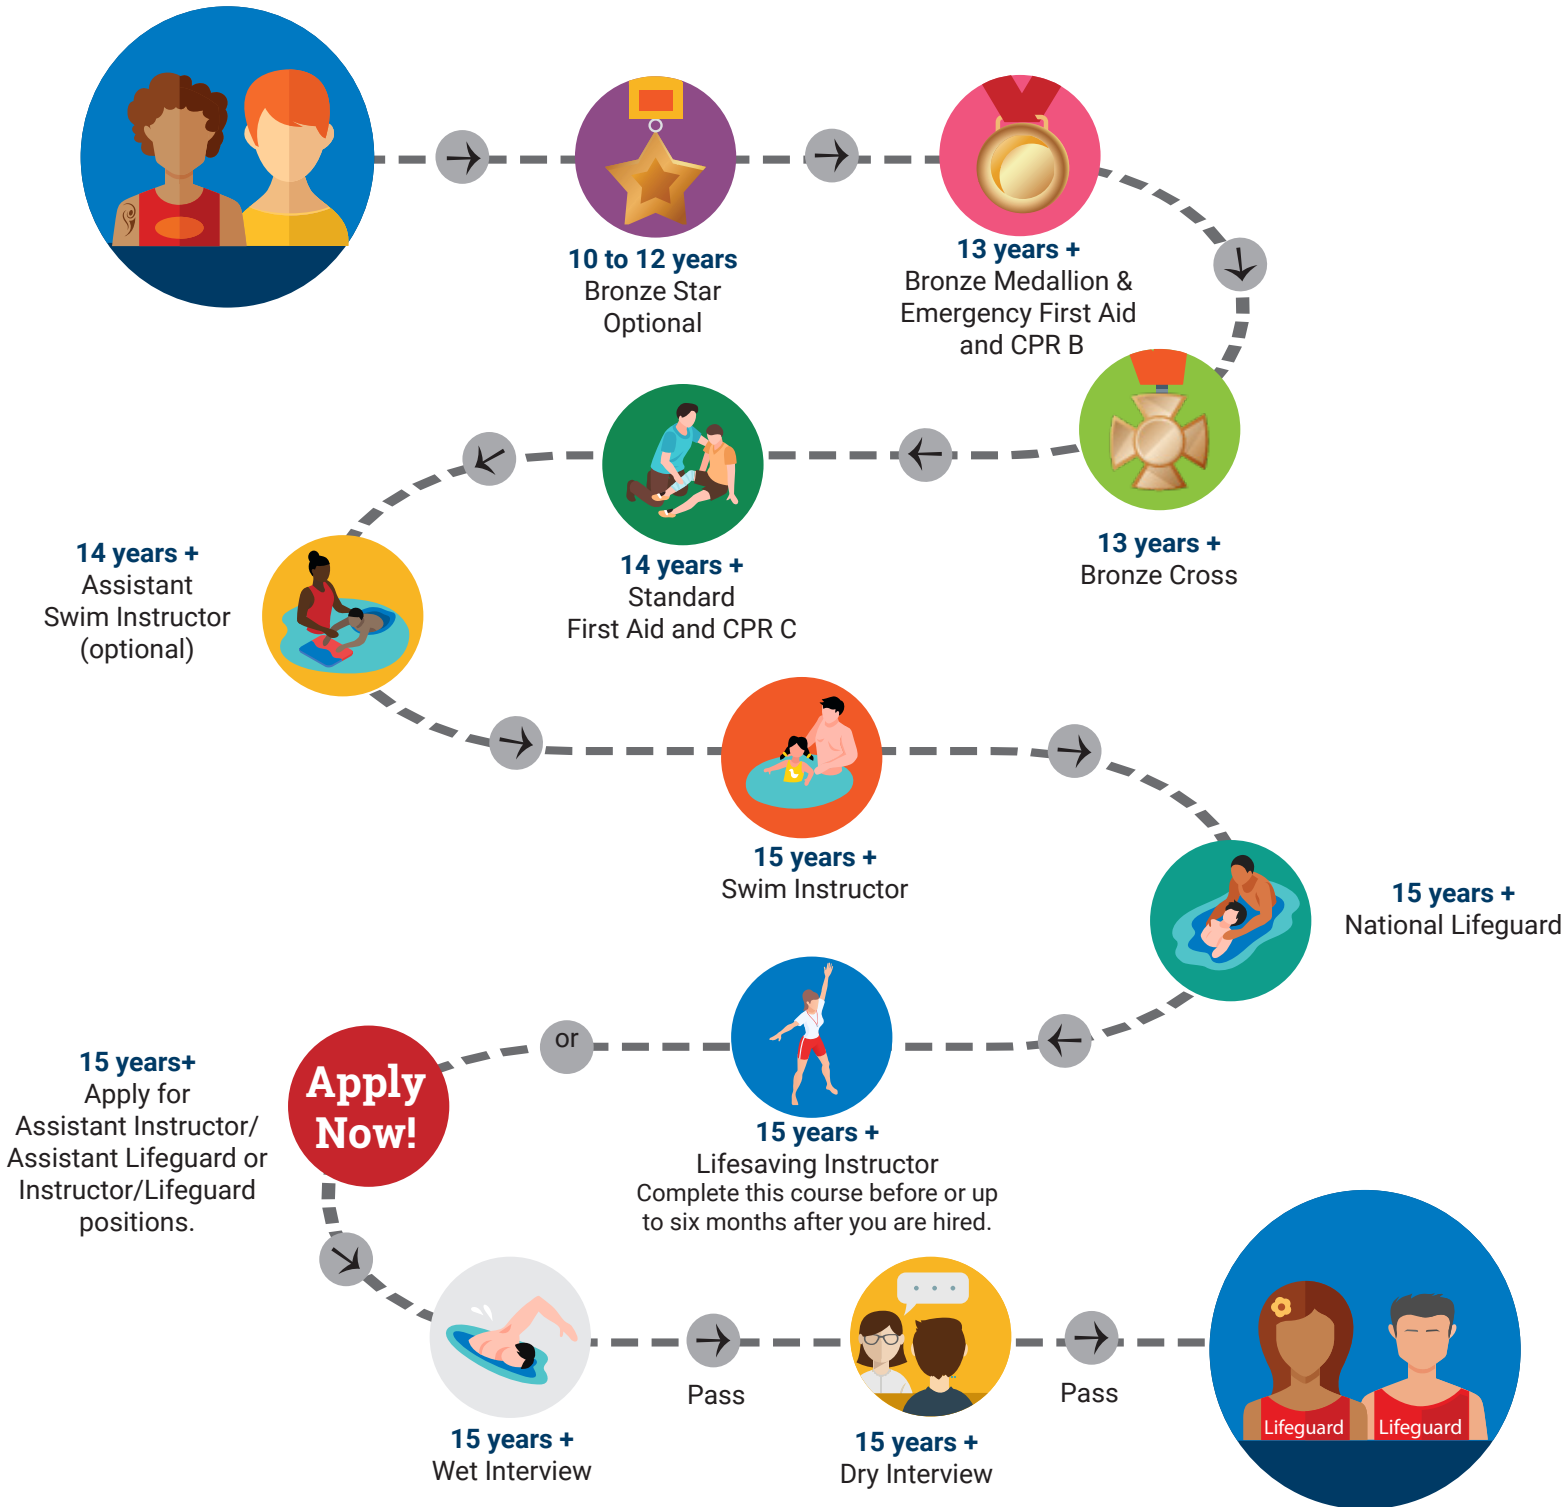 10 to 12 years
Bronze Star
Optional
13 years +
Bronze Medallion &
Emergency First Aid
and CPR B
13 years +
Bronze Cross
14 years +
Standard
First Aid and CPR C
14 years +
Assistant
Swim Instructor
(optional)
15 years +
Swim Instructor
15 years +
National Lifeguard
15 years +
Lifesaving Instructor
Complete this course before or up
to six months after you are hired.
or
Apply
Now!
15 years+
Apply for
Assistant Instructor/
Assistant Lifeguard or
Instructor/Lifeguard
positions.
15 years +
Wet Interview
Pass
15 years +
Dry Interview
Pass
Lifeguard
Lifeguard